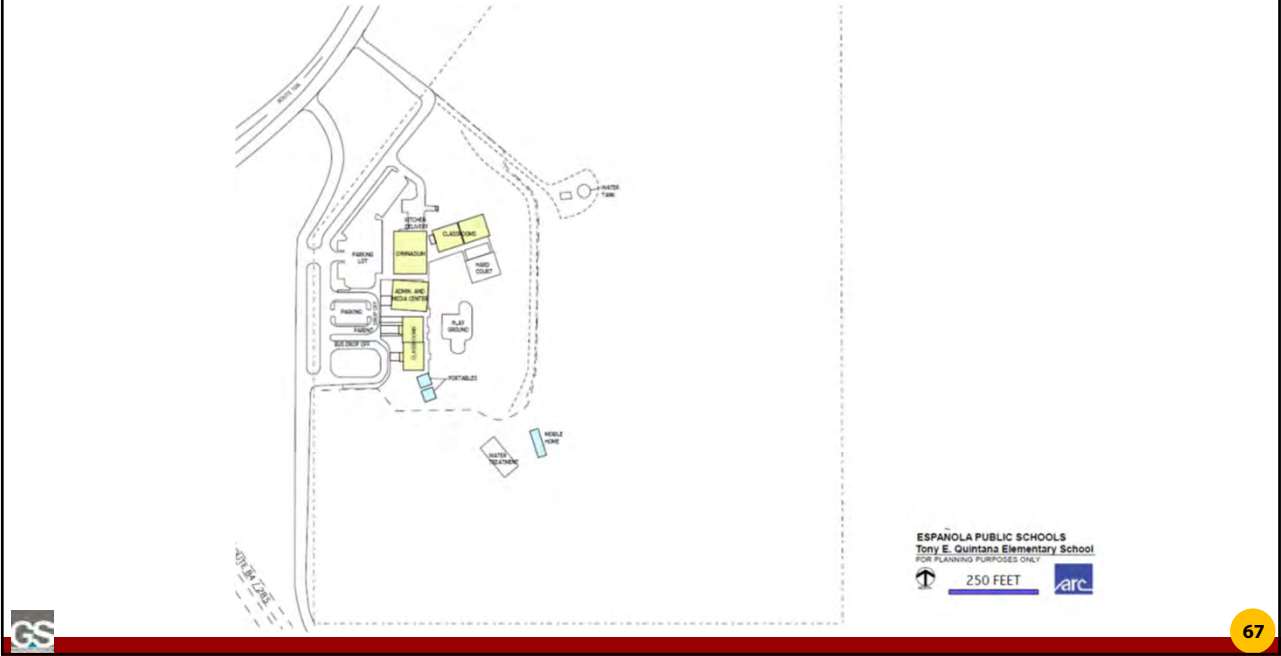 WATER
TANK
KITCHEN
DELIVERY
CLASSROOMS
GYMNASIUM
PARKING
LOT
HARD
COURT
ADMIN. AND
MEDIA CENTER
PARKING
DROP OFF
PARENT
PLAY
GROUND
CLASSROOMS
BUS DROP OFF
PORTABLES
MOBILE
HOME
WATER
TREATMENT
ESPAÑOLA PUBLIC SCHOOLS
Tony E. Quintana Elementary School
FOR PLANNING PURPOSES ONLY
250 FEET
arc
GS
67